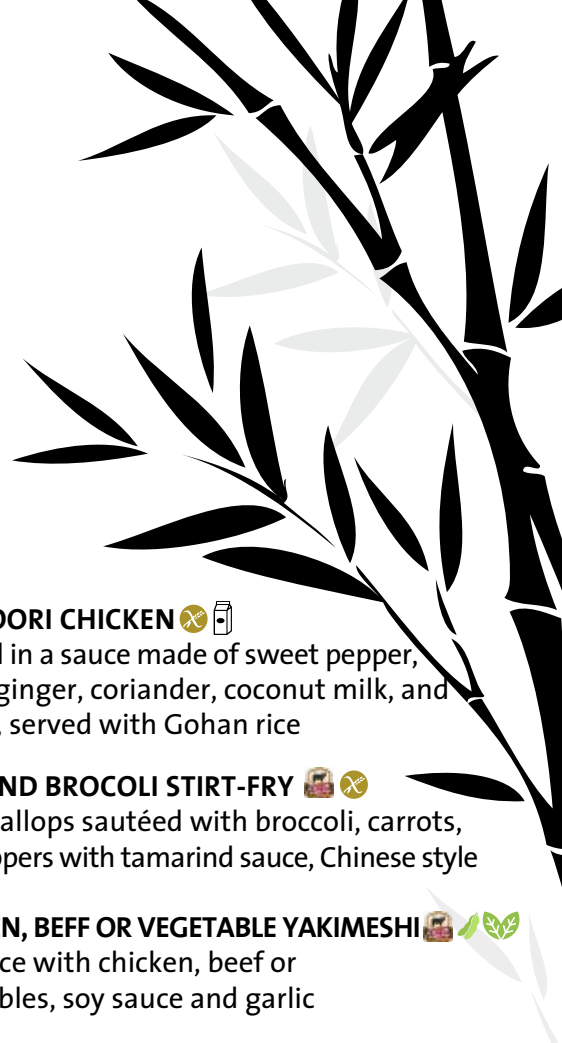 OORI CHICKEN
in a sauce made of sweet pepper,
ginger, coriander, coconut milk, and
, served with Gohan rice
ND BROCOLI STIRT-FRY
allops sautéed with broccoli, carrots,
ppers with tamarind sauce, Chinese style
N, BEFF OR VEGETABLE YAKIMESHI
ce with chicken, beef or
bles, soy sauce and garlic